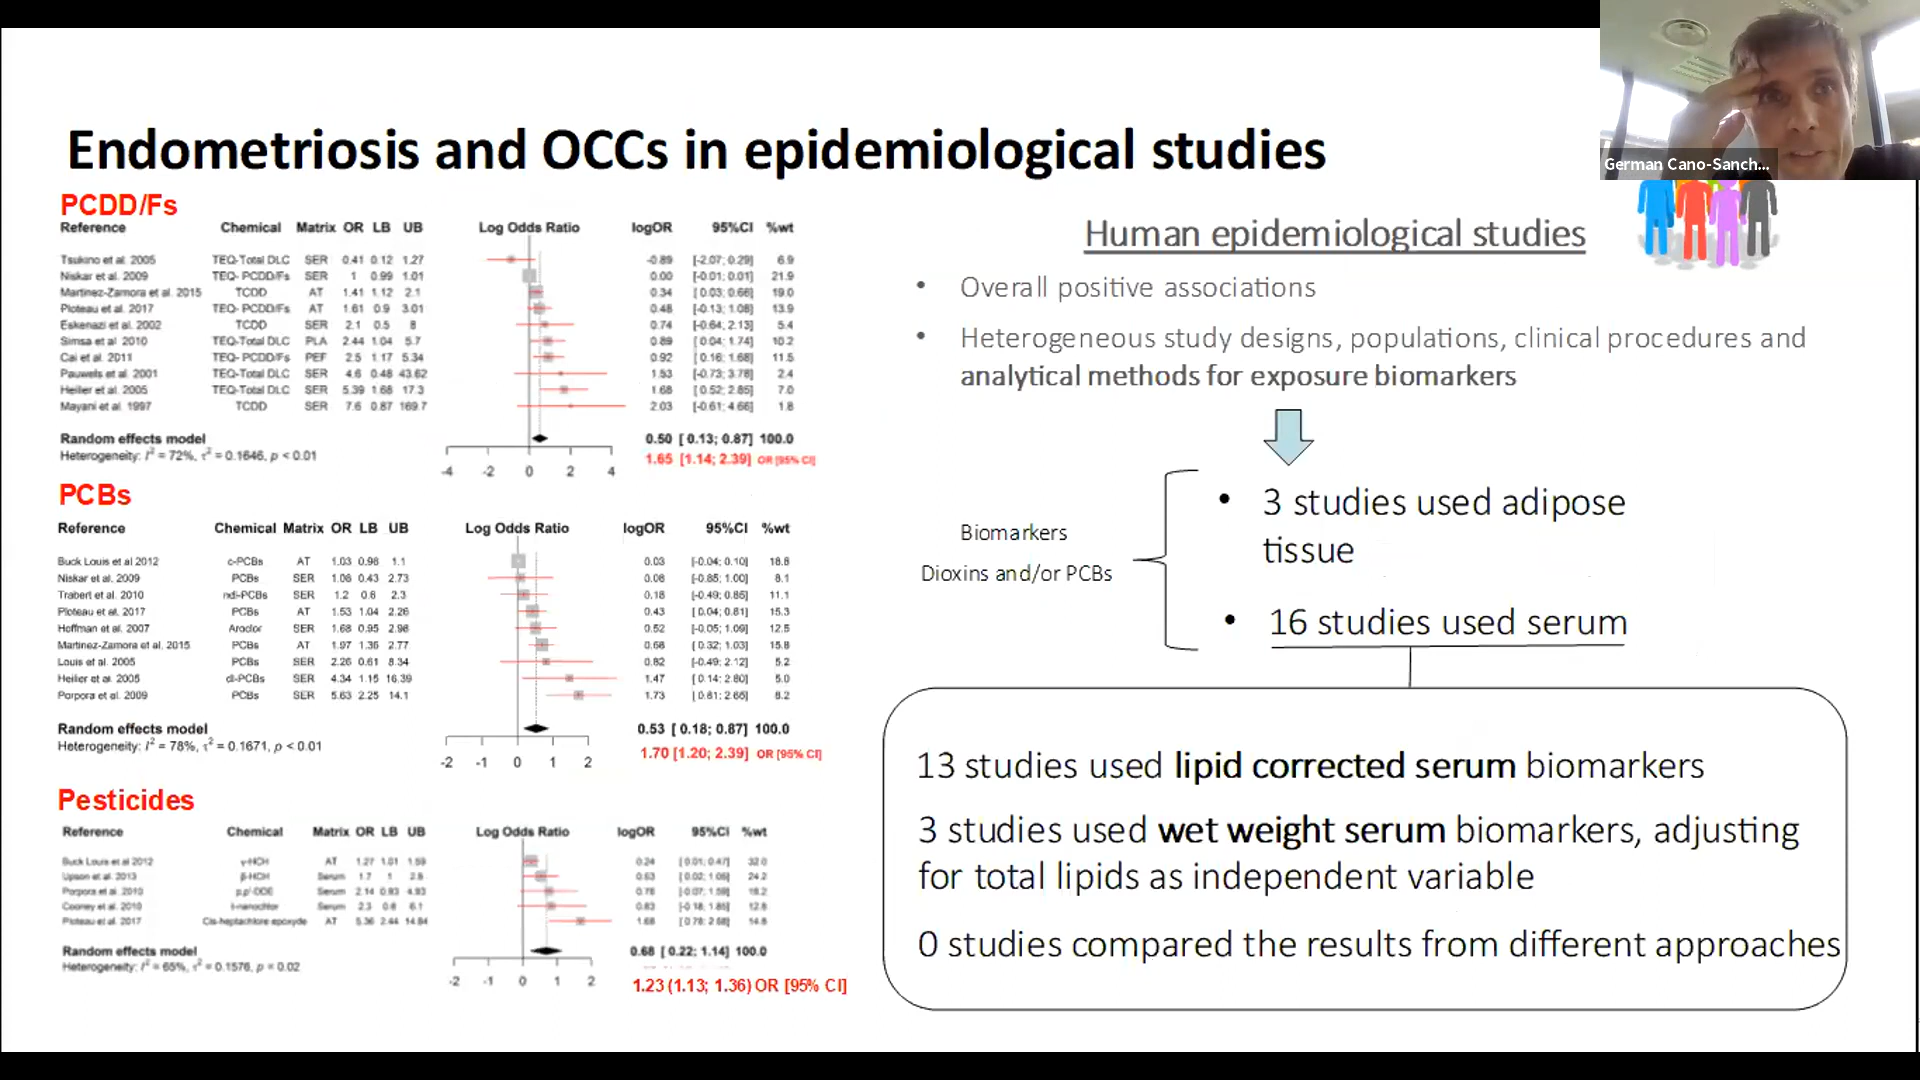 Endometriosis and OCCs in epidemiological studies
German Cano-Sanch...
PCDD/Fs
Reference Chemical Matrix OR LB UB Log Odds Ratio logOR 95%CI %wt
Tsukino et al. 2005 TEQ-Total DLC SER 0.41 0.12 1.27 -0.89 [-2.07; 0.29] 6.9
Niskar et al. 2009 TEQ- PCDD/Fs SER 1 0.99 1.01 0.00 [-0.01; 0.01] 21.9
Martinez-Zamora et al. 2015 TCDD AT 1.41 1.12 2.1 0.34 [ 0.03; 0.66] 19.0
Ploteau et al. 2017 TEQ- PCDD/Fs AT 1.61 0.9 3.01 0.48 [-0.13; 1.08] 13.9
Eskenazi et al. 2002 TCDD SER 2.1 0.5 8 0.74 [-0.64; 2.13] 5.4
Simsa et al. 2010 TEQ-Total DLC PLA 2.44 1.04 5.7 0.89 [ 0.04; 1.74] 10.2
Cai et al. 2011 TEQ- PCDD/Fs PEF 2.5 1.17 5.34 0.92 [ 0.16; 1.68] 11.5
Pauwels et al. 2001 TEQ-Total DLC SER 4.6 0.48 43.62 1.53 [-0.73; 3.78] 2.4
Heilier et al. 2005 TEQ-Total DLC SER 5.39 1.68 17.3 1.68 [ 0.52; 2.85] 7.0
Mayani et al. 1997 TCDD SER 7.6 0.87 169.7 2.03 [-0.61; 4.66] 1.8
Random effects model 0.50 [ 0.13; 0.87] 100.0
Heterogeneity: I² = 72%, τ² = 0.1646, p < 0.01 1.65 [1.14; 2.39] OR [95% CI]
-4 -2 0 2 4
PCBs
Reference Chemical Matrix OR LB UB Log Odds Ratio logOR 95%CI %wt
Buck Louis et al 2012 c-PCBs AT 1.03 0.98 1.1 0.03 [-0.04; 0.10] 18.8
Niskar et al. 2009 PCBs SER 1.08 0.43 2.73 0.08 [-0.85; 1.00] 8.1
Trabert et al. 2010 ndl-PCBs SER 1.2 0.6 2.3 0.18 [-0.49; 0.85] 11.1
Ploteau et al. 2017 PCBs AT 1.53 1.04 2.26 0.43 [ 0.04; 0.81] 15.3
Hoffman et al. 2007 Aroclor SER 1.68 0.95 2.98 0.52 [-0.05; 1.09] 12.5
Martinez-Zamora et al. 2015 PCBs AT 1.97 1.36 2.77 0.68 [ 0.32; 1.03] 15.8
Louis et al. 2005 PCBs SER 2.26 0.61 8.34 0.82 [-0.49; 2.12] 5.2
Heilier et al. 2005 dl-PCBs SER 4.34 1.15 16.39 1.47 [ 0.14; 2.80] 5.0
Porpora et al. 2009 PCBs SER 5.63 2.25 14.1 1.73 [ 0.81; 2.66] 8.2
Random effects model 0.53 [ 0.18; 0.87] 100.0
Heterogeneity: I² = 78%, τ² = 0.1671, p < 0.01 1.70 [1.20; 2.39] OR [95% CI]
-2 -1 0 1 2
Pesticides
Reference Chemical Matrix OR LB UB Log Odds Ratio logOR 95%CI %wt
Buck Louis et al 2012 γ-HCH AT 1.27 1.01 1.59 0.24 [ 0.01; 0.47] 32.0
Upson et al. 2013 β-HCH Serum 1.7 1 2.8 0.53 [ 0.02; 1.05] 24.2
Porpora et al. 2010 p,p'-DDE Serum 2.14 0.93 4.93 0.76 [-0.07; 1.59] 16.2
Cooney et al. 2010 t-nanochlor Serum 2.3 0.8 6.1 0.83 [-0.18; 1.85] 12.8
Ploteau et al. 2017 Cis-heptachlore epoxyde AT 5.36 2.44 14.84 1.68 [ 0.78; 2.58] 14.8
Random effects model 0.68 [ 0.22; 1.14] 100.0
Heterogeneity: I² = 65%, τ² = 0.1576, p = 0.02
-2 -1 0 1 2
1.23 (1.13; 1.36) OR [95% CI]
Human epidemiological studies
• Overall positive associations
• Heterogeneous study designs, populations, clinical procedures and
analytical methods for exposure biomarkers
Biomarkers
Dioxins and/or PCBs
• 3 studies used adipose
tissue
• 16 studies used serum
13 studies used lipid corrected serum biomarkers
3 studies used wet weight serum biomarkers, adjusting
for total lipids as independent variable
0 studies compared the results from different approaches